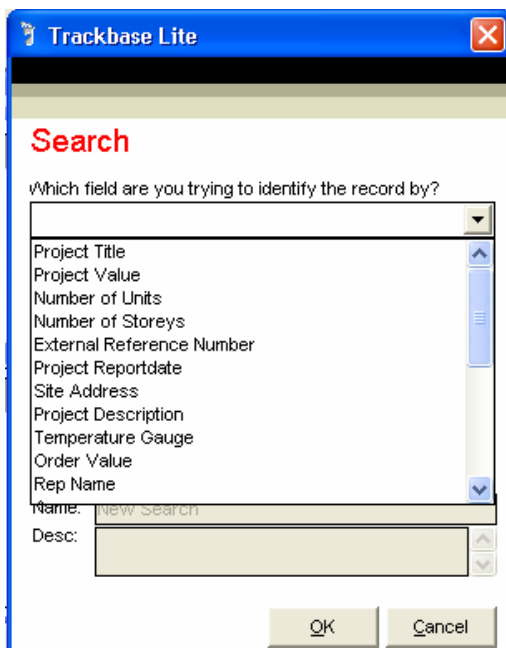 Trackbase Lite
Search
Which field are you trying to identify the record by?
Project Title
Project Value
Number of Units
Number of Storeys
External Reference Number
Project Reportdate
Site Address
Project Description
Temperature Gauge
Order Value
Rep Name
Name: New Search
Desc:
OK Cancel